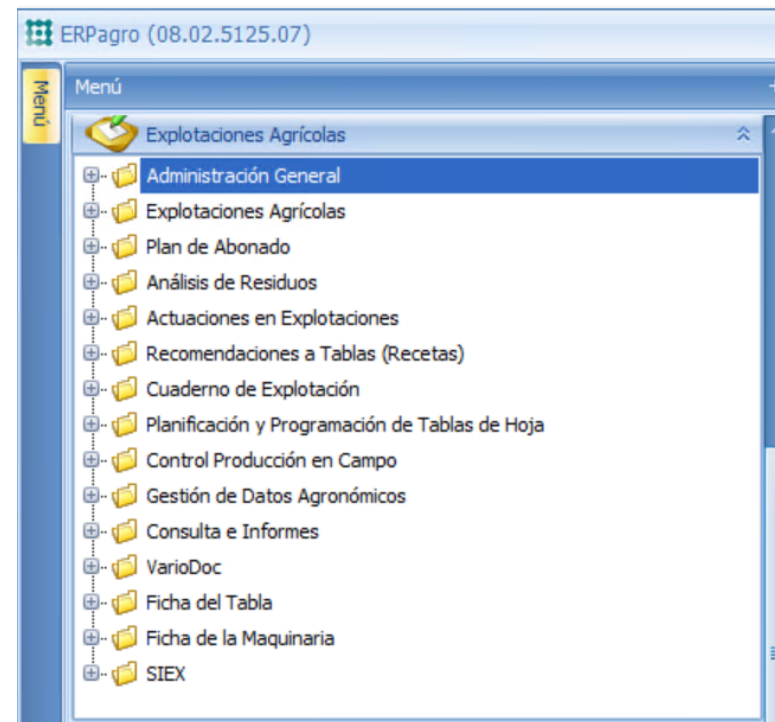 ERPagro (08.02.5125.07)
Menú
Menú
Explotaciones Agrícolas
Administración General
Explotaciones Agrícolas
Plan de Abonado
Análisis de Residuos
Actuaciones en Explotaciones
Recomendaciones a Tablas (Recetas)
Cuaderno de Explotación
Planificación y Programación de Tablas de Hoja
Control Producción en Campo
Gestión de Datos Agronómicos
Consulta e Informes
VarioDoc
Ficha del Tabla
Ficha de la Maquinaria
SIEX